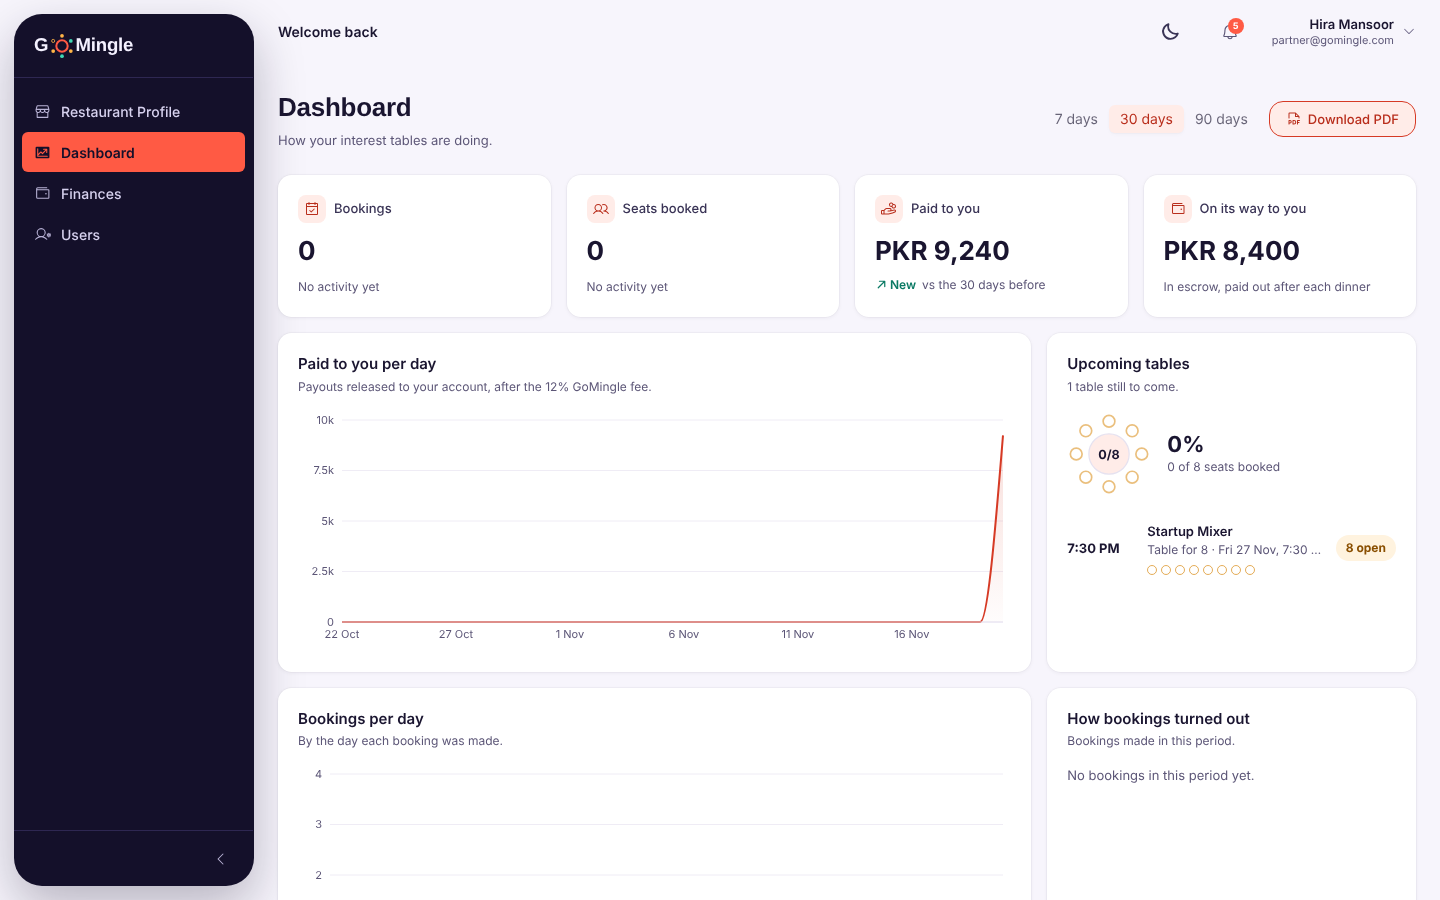 GoMingle
Welcome back
5
Hira Mansoor
partner@gomingle.com
Restaurant Profile
Dashboard
Finances
Users
Dashboard
How your interest tables are doing.
7 days
30 days
90 days
PDF
Download PDF
Bookings
0
No activity yet
Seats booked
0
No activity yet
Paid to you
PKR 9,240
New vs the 30 days before
On its way to you
PKR 8,400
In escrow, paid out after each dinner
Paid to you per day
Payouts released to your account, after the 12% GoMingle fee.
10k
7.5k
5k
2.5k
0
22 Oct
27 Oct
1 Nov
6 Nov
11 Nov
16 Nov
Upcoming tables
1 table still to come.
0/8
0%
0 of 8 seats booked
7:30 PM
Startup Mixer
Table for 8 · Fri 27 Nov, 7:30 ...
8 open
Bookings per day
By the day each booking was made.
4
3
2
How bookings turned out
Bookings made in this period.
No bookings in this period yet.